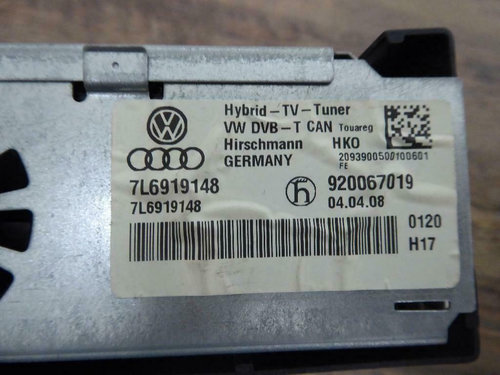 Hybrid-TV-Tuner
VW DVB-T CAN Touareg
Hirschmann HKO
GERMANY 2093900500100601
FE
7L6919148 920067019
7L6919148 04.04.08
0120
H17